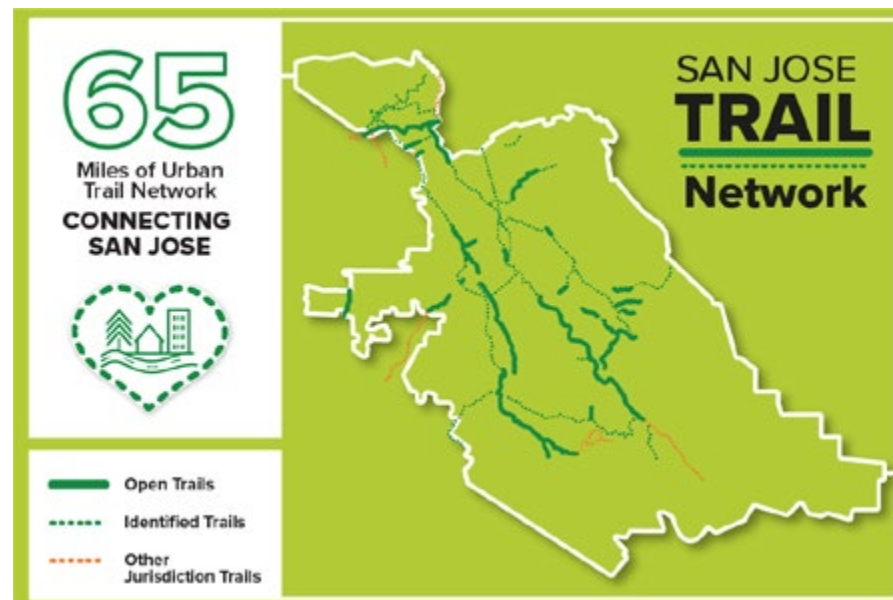 65
Miles of Urban
Trail Network
CONNECTING
SAN JOSE
Open Trails
Identified Trails
Other
Jurisdiction Trails
SAN JOSE
TRAIL
Network